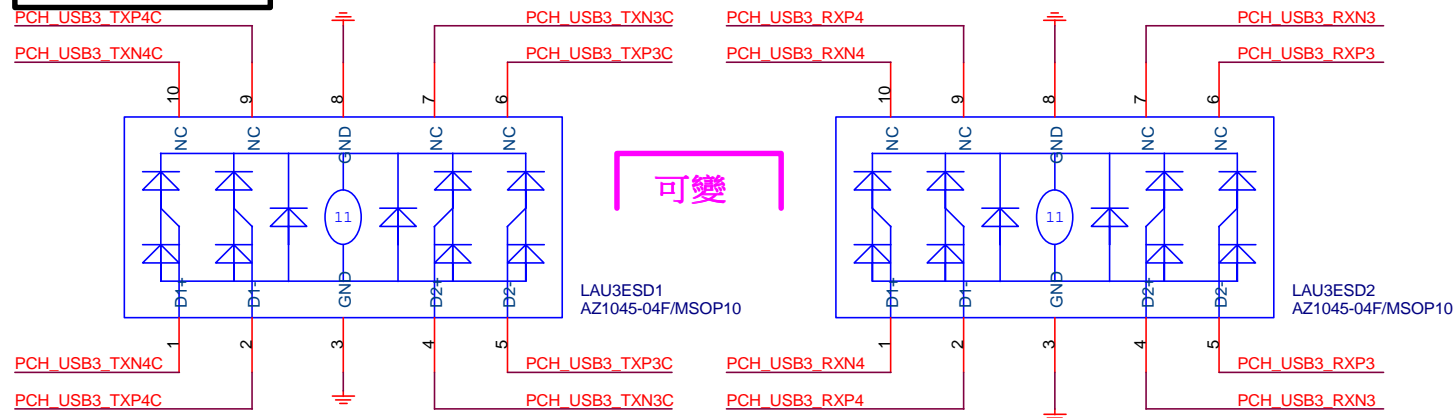 PCH_USB3_TXP4C PCH_USB3_TXN3C PCH_USB3_RXP4 PCH_USB3_RXN3
PCH_USB3_TXN4C PCH_USB3_TXP3C PCH_USB3_RXN4 PCH_USB3_RXP3
10 9 8 7 6 10 9 8 7 6
NC NC GND NC NC NC NC GND NC NC
可變
11 11
D1+ D1- GND D2+ D2- D1+ D1- GND D2+ D2-
LAU3ESD1 LAU3ESD2
AZ1045-04F/MSOP10 AZ1045-04F/MSOP10
1 2 3 4 5 1 2 3 4 5
PCH_USB3_TXN4C PCH_USB3_TXP3C PCH_USB3_RXN4 PCH_USB3_RXP3
PCH_USB3_TXP4C PCH_USB3_TXN3C PCH_USB3_RXP4 PCH_USB3_RXN3